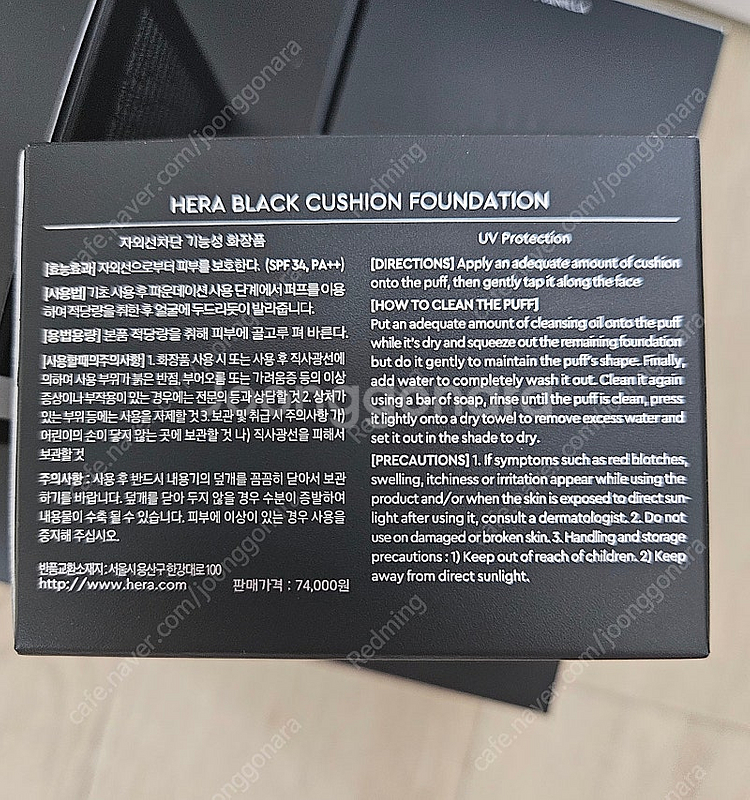 HERA BLACK CUSHION FOUNDATION
자외선차단 기능성 화장품
[효능효과] 자외선으로부터 피부를 보호한다. (SPF 34, PA++)
[사용법] 기초 사용 후 파운데이션 사용 단계에서 퍼프를 이용
하여 적당량을 취한 후 얼굴에 두드리듯이 발라줍니다.
[용법용량] 본품 적당량을 취해 피부에 골고루 펴 바른다.
[사용할때의주의사항] 1. 화장품 사용 시 또는 사용 후 직사광선에
의하여 사용 부위가 붉은 반점, 부어오름 또는 가려움증 등의 이상
증상이나 부작용이 있는 경우에는 전문의 등과 상담할 것 2. 상처가
있는 부위 등에는 사용을 자제할 것 3. 보관 및 취급 시 주의사항 가)
어린이의 손이 닿지 않는 곳에 보관할 것 나) 직사광선을 피해서
보관할 것
주의사항 : 사용 후 반드시 내용기의 덮개를 꼼꼼히 닫아서 보관
하기를 바랍니다. 덮개를 닫아 두지 않을 경우 수분이 증발하여
내용물이 수축 될 수 있습니다. 피부에 이상이 있는 경우 사용을
중지해 주십시오.
반품교환소재지 : 서울시 용산구 한강대로 100
http://www.hera.com 판매가격 : 74,000원
UV Protection
[DIRECTIONS] Apply an adequate amount of cushion
onto the puff, then gently tap it along the face
[HOW TO CLEAN THE PUFF]
Put an adequate amount of cleansing oil onto the puff
while it's dry and squeeze out the remaining foundation
but do it gently to maintain the puff's shape. Finally,
add water to completely wash it out. Clean it again
using a bar of soap, rinse until the puff is clean, press
it lightly onto a dry towel to remove excess water and
set it out in the shade to dry.
[PRECAUTIONS] 1. If symptoms such as red blotches,
swelling, itchiness or irritation appear while using the
product and/or when the skin is exposed to direct sun-
light after using it, consult a dermatologist. 2. Do not
use on damaged or broken skin. 3. Handling and storage
precautions : 1) Keep out of reach of children. 2) Keep
away from direct sunlight.
cafe.naver.com/joonggonara
Redming
cafe.naver.com/joonggonara
joonggonara
Redming
cafe.naver.com/joonggonara
cafe.naver.com/joonggonara